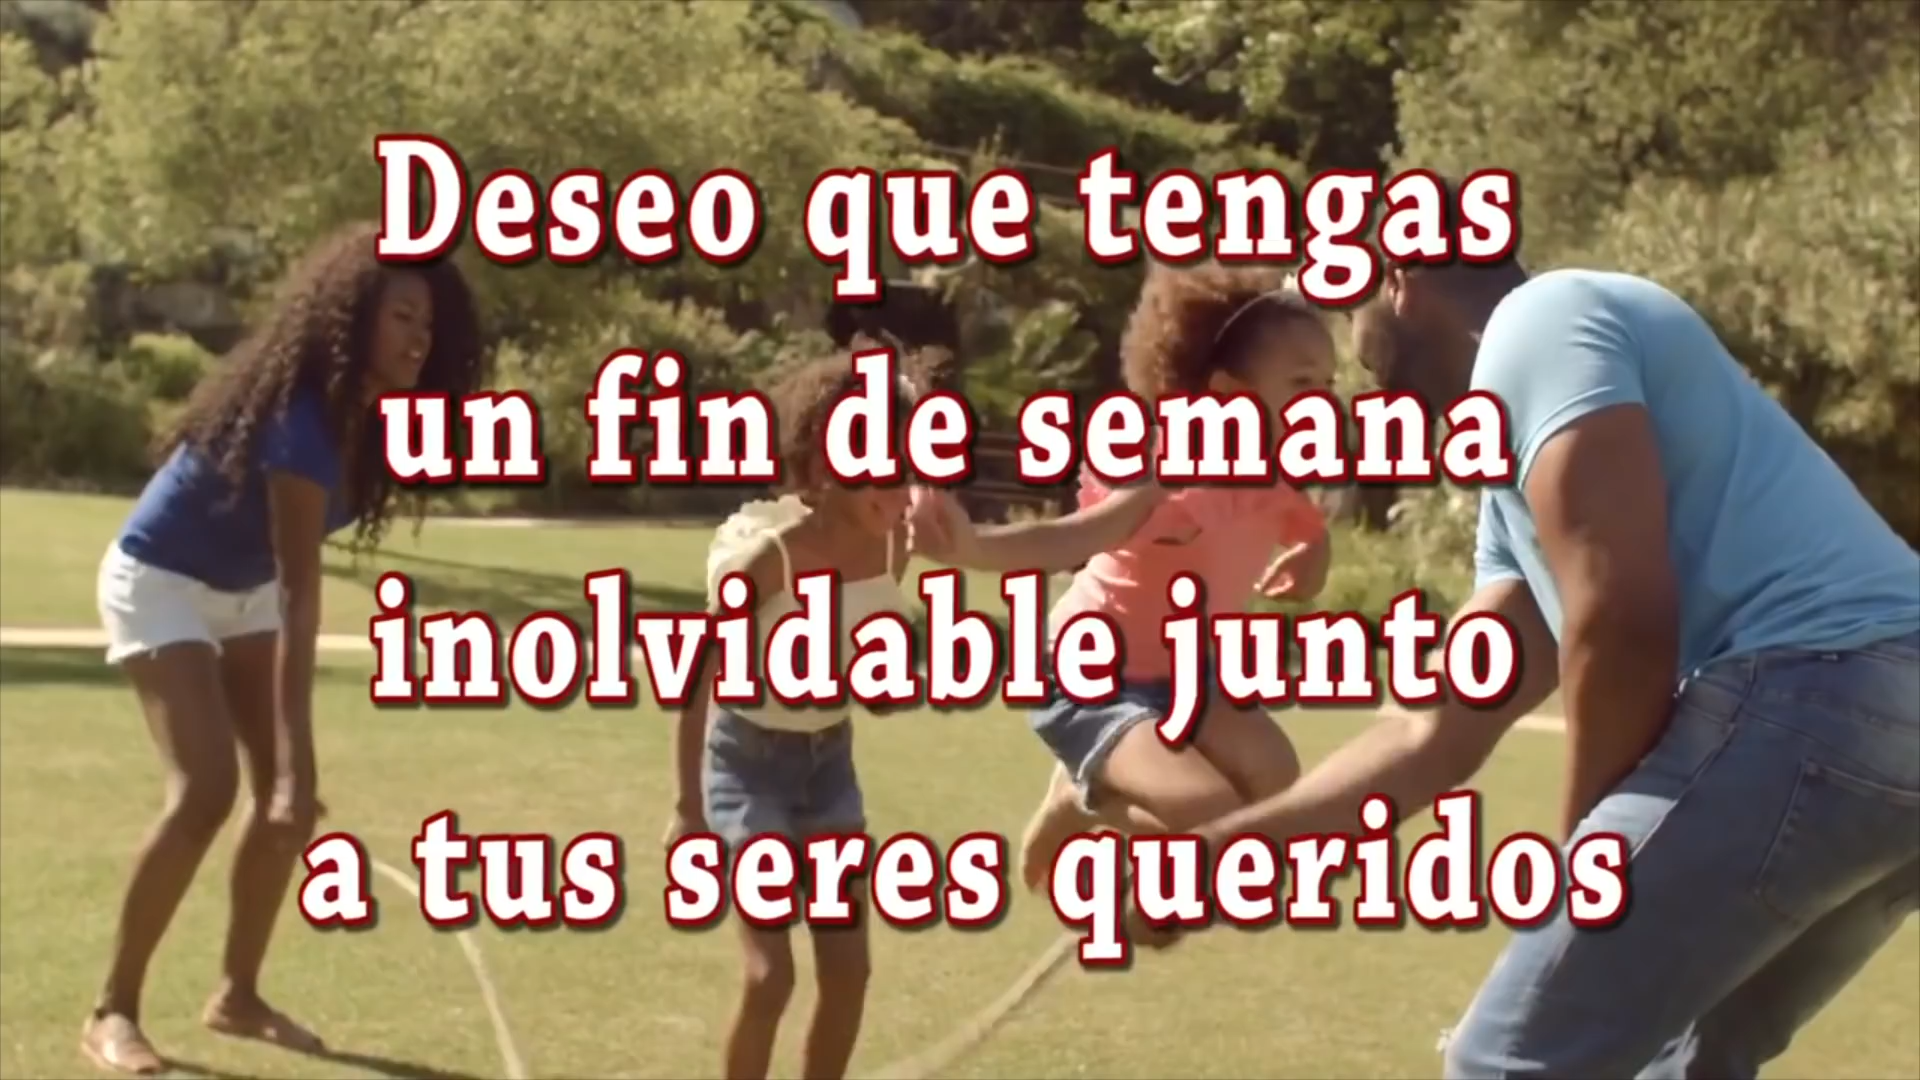 Deseo que tengas
un fin de semana
inolvidable junto
a tus seres queridos